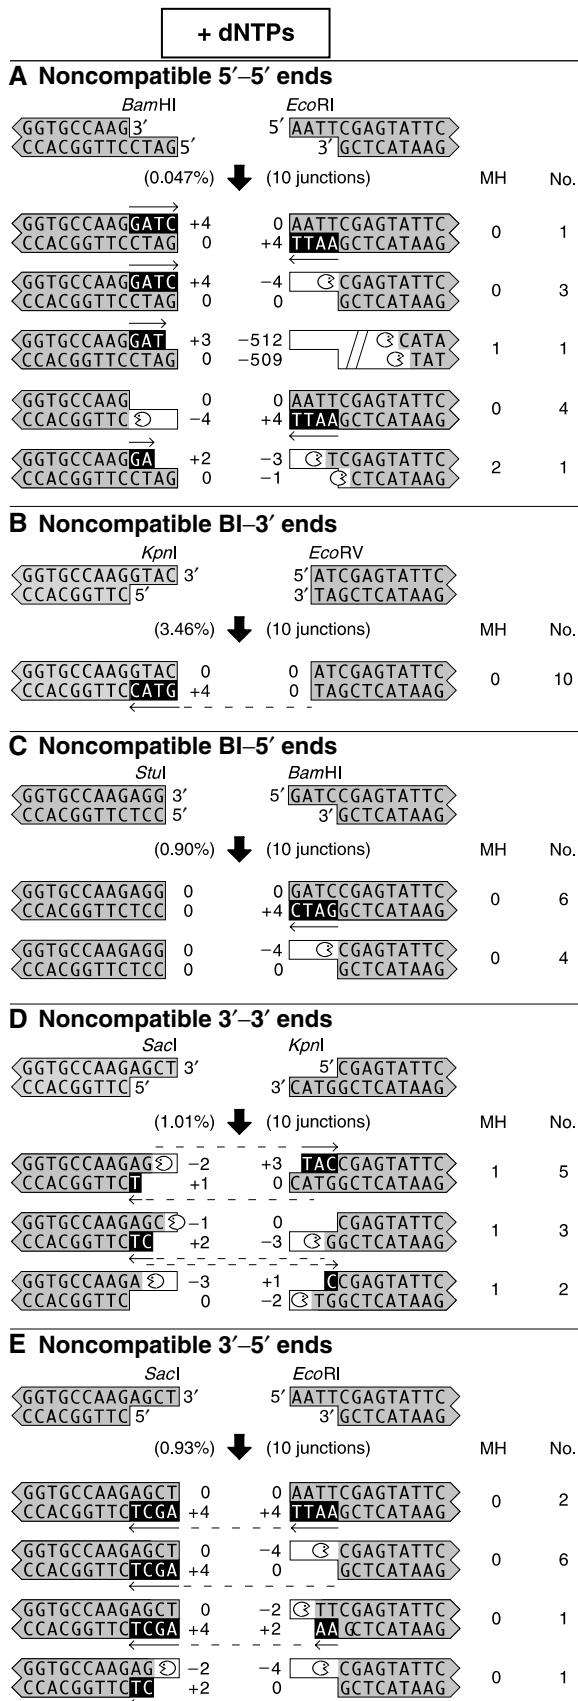 + dNTPs
A Noncompatible 5′–5′ ends
BamHI EcoRI
GGTGCCAAG 3′ 5′ AATTCGAGTATTC
CCACGGTTCCTAG 5′ 3′ GCTCATAAG
(0.047%) (10 junctions) MH No.
GGTGCCAAGGATC +4 0 AATTCGAGTATTC
CCACGGTTCCTAG 0 +4 TTAAGCTCATAAG
0 1
GGTGCCAAGGATC +4 −4 CGAGTATTC
CCACGGTTCCTAG 0 0 GCTCATAAG
0 3
GGTGCCAAGGAT +3 −512 CATA
CCACGGTTCCTAG 0 −509 TAT
1 1
GGTGCCAAG 0 0 AATTCGAGTATTC
CCACGGTTC −4 +4 TTAAGCTCATAAG
0 4
GGTGCCAAGGA +2 −3 TCGAGTATTC
CCACGGTTCCTAG 0 −1 CTCATAAG
2 1
B Noncompatible BI–3′ ends
KpnI EcoRV
GGTGCCAAGGTAC 3′ 5′ ATCGAGTATTC
CCACGGTTC 5′ 3′ TAGCTCATAAG
(3.46%) (10 junctions) MH No.
GGTGCCAAGGTAC 0 0 ATCGAGTATTC
CCACGGTTCCATG +4 0 TAGCTCATAAG
0 10
C Noncompatible BI–5′ ends
StuI BamHI
GGTGCCAAGAGG 3′ 5′ GATCCGAGTATTC
CCACGGTTCTCC 5′ 3′ GCTCATAAG
(0.90%) (10 junctions) MH No.
GGTGCCAAGAGG 0 0 GATCCGAGTATTC
CCACGGTTCTCC 0 +4 CTAGGCTCATAAG
0 6
GGTGCCAAGAGG 0 −4 CGAGTATTC
CCACGGTTCTCC 0 0 GCTCATAAG
0 4
D Noncompatible 3′–3′ ends
SacI KpnI
GGTGCCAAGAGCT 3′ 5′ CGAGTATTC
CCACGGTTC 5′ 3′ CATGGCTCATAAG
(1.01%) (10 junctions) MH No.
GGTGCCAAGAG −2 +3 TACCGAGTATTC
CCACGGTTCT +1 0 CATGGCTCATAAG
1 5
GGTGCCAAGAGC −1 0 CGAGTATTC
CCACGGTTCTC +2 −3 GGCTCATAAG
1 3
GGTGCCAAGA −3 +1 CCGAGTATTC
CCACGGTTC 0 −2 TGGCTCATAAG
1 2
E Noncompatible 3′–5′ ends
SacI EcoRI
GGTGCCAAGAGCT 3′ 5′ AATTCGAGTATTC
CCACGGTTC 5′ 3′ GCTCATAAG
(0.93%) (10 junctions) MH No.
GGTGCCAAGAGCT 0 0 AATTCGAGTATTC
CCACGGTTCTCGA +4 +4 TTAAGCTCATAAG
0 2
GGTGCCAAGAGCT 0 −4 CGAGTATTC
CCACGGTTCTCGA +4 0 GCTCATAAG
0 6
GGTGCCAAGAGCT 0 −2 TTCGAGTATTC
CCACGGTTCTCGA +4 +2 AAGCTCATAAG
0 1
GGTGCCAAGAG −2 −4 CGAGTATTC
CCACGGTTCTC +2 0 GCTCATAAG
0 1